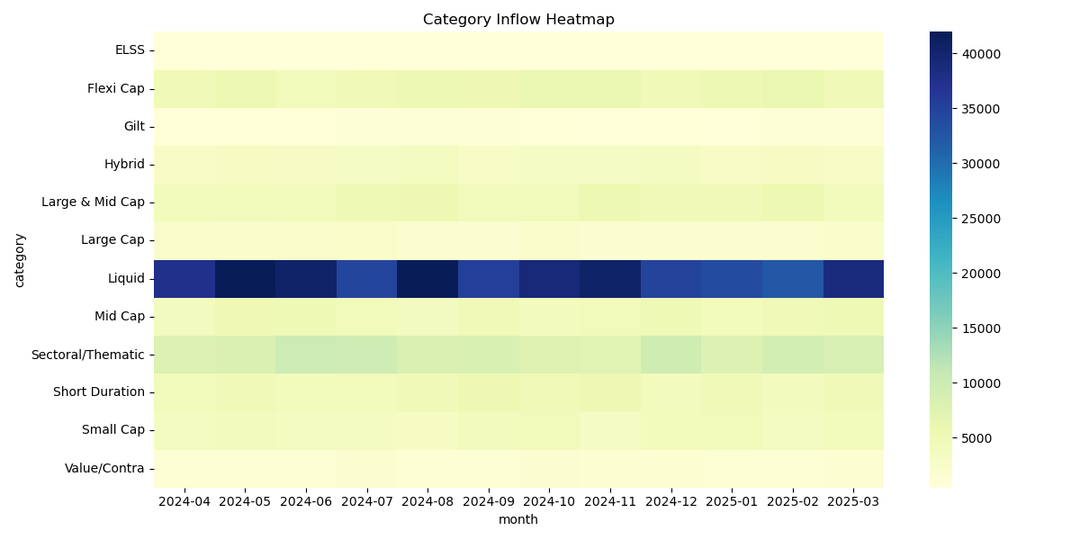 Category Inflow Heatmap
category
ELSS
Flexi Cap
Gilt
Hybrid
Large & Mid Cap
Large Cap
Liquid
Mid Cap
Sectoral/Thematic
Short Duration
Small Cap
Value/Contra
2024-04 2024-05 2024-06 2024-07 2024-08 2024-09 2024-10 2024-11 2024-12 2025-01 2025-02 2025-03
month
40000
35000
30000
25000
20000
15000
10000
5000